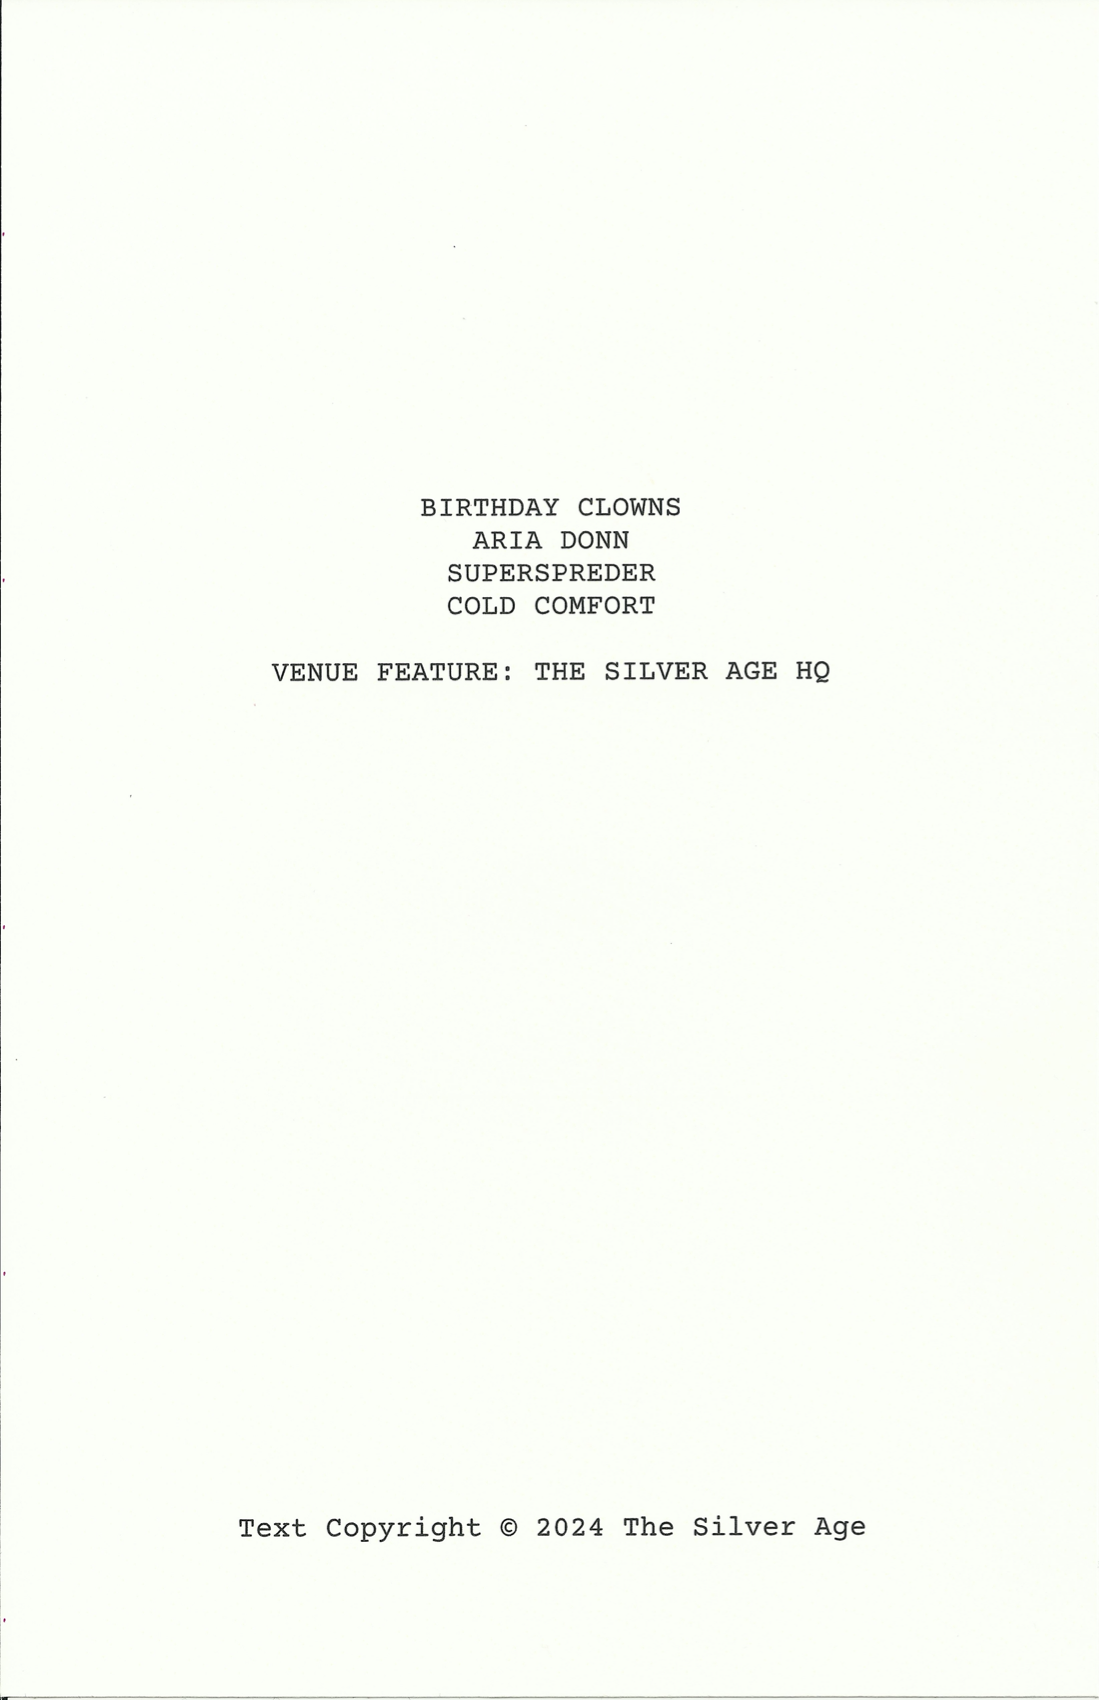 BIRTHDAY CLOWNS
ARIA DONN
SUPERSPREDER
COLD COMFORT
VENUE FEATURE: THE SILVER AGE HQ
Text Copyright © 2024 The Silver Age